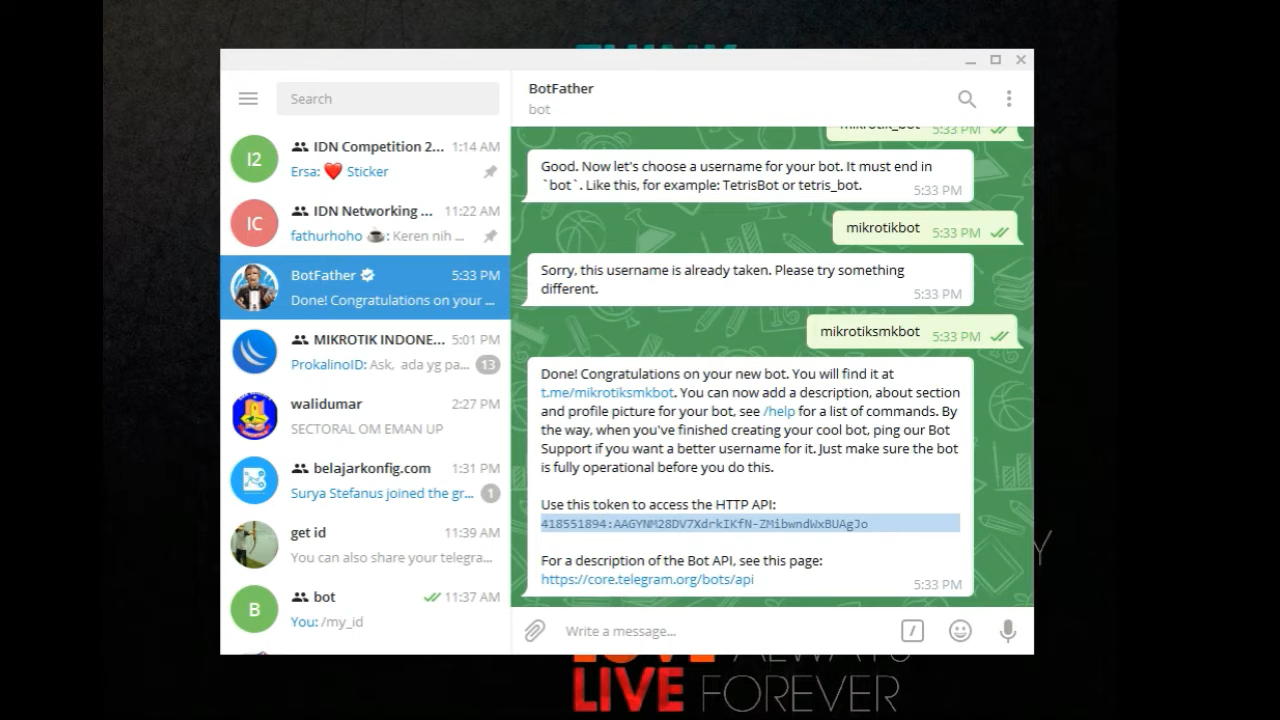 Search
I2
IDN Competition 2...
1:14 AM
Ersa: ❤️ Sticker
IC
IDN Networking ...
11:22 AM
fathurhoho ☕: Keren nih ...
BotFather
5:33 PM
Done! Congratulations on your ...
MIKROTIK INDONE...
5:01 PM
ProkalinoID: Ask, ada yg pa...
13
walidumar
2:27 PM
SECTORAL OM EMAN UP
belajarkonfig.com
1:31 PM
Surya Stefanus joined the gr...
1
get id
11:39 AM
You can also share your telegra...
B
bot
11:37 AM
You: /my_id
BotFather
bot
mikrotik_bot
5:33 PM
Good. Now let's choose a username for your bot. It must end in
`bot`. Like this, for example: TetrisBot or tetris_bot.
5:33 PM
mikrotikbot
5:33 PM
Sorry, this username is already taken. Please try something
different.
5:33 PM
mikrotiksmkbot
5:33 PM
Done! Congratulations on your new bot. You will find it at
t.me/mikrotiksmkbot. You can now add a description, about section
and profile picture for your bot, see /help for a list of commands. By
the way, when you've finished creating your cool bot, ping our Bot
Support if you want a better username for it. Just make sure the bot
is fully operational before you do this.
Use this token to access the HTTP API:
418551894:AAGYNM28DV7XdrkIKfN-ZMibwndWxBUAgJo
For a description of the Bot API, see this page:
https://core.telegram.org/bots/api
5:33 PM
Write a message...
LIVE FOREVER